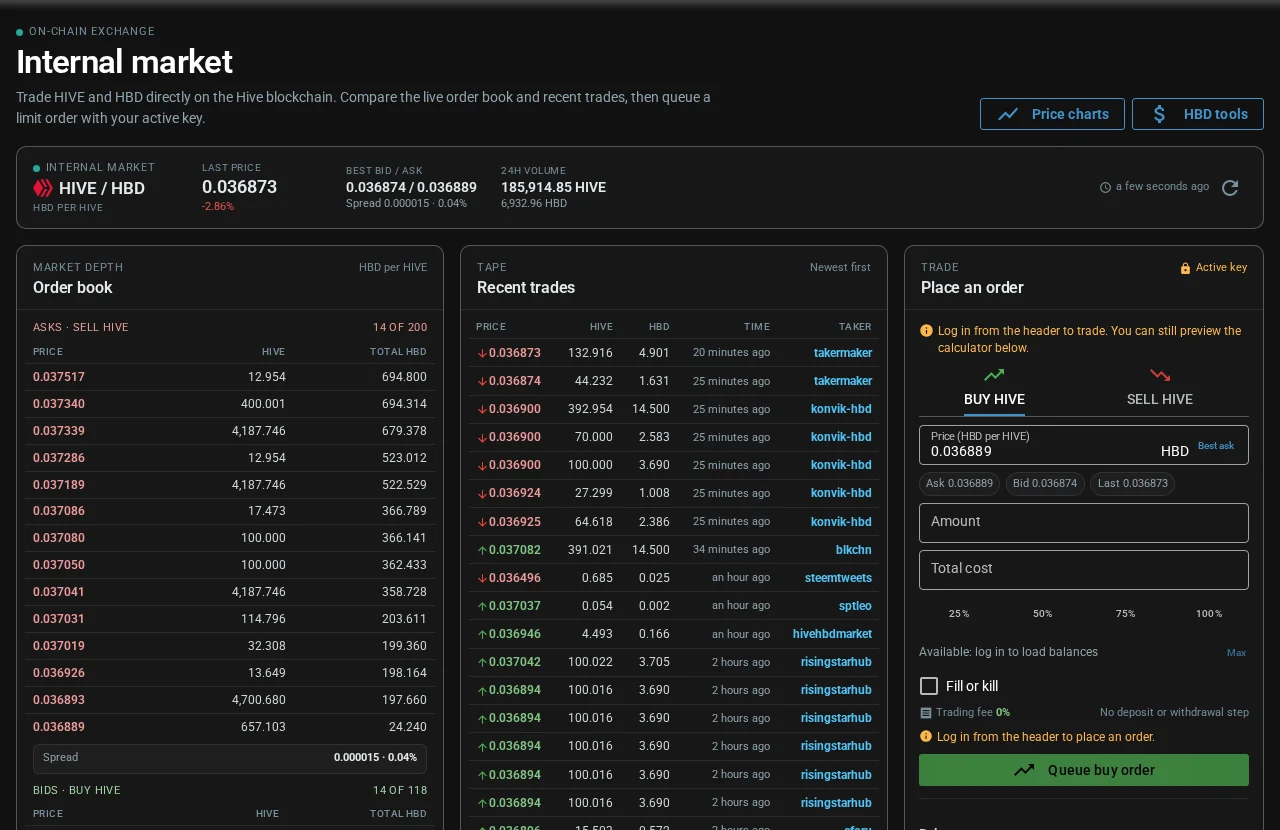 ON-CHAIN EXCHANGE
Internal market
Trade HIVE and HBD directly on the Hive blockchain. Compare the live order book and recent trades, then queue a
limit order with your active key.
Price charts
HBD tools
INTERNAL MARKET
HIVE / HBD
HBD PER HIVE
LAST PRICE
0.036873
-2.86%
BEST BID / ASK
0.036874 / 0.036889
Spread 0.000015 · 0.04%
24H VOLUME
185,914.85 HIVE
6,932.96 HBD
a few seconds ago
MARKET DEPTH
Order book
HBD per HIVE
ASKS · SELL HIVE 14 OF 200
PRICE HIVE TOTAL HBD
0.037517 12.954 694.800
0.037340 400.001 694.314
0.037339 4,187.746 679.378
0.037286 12.954 523.012
0.037189 4,187.746 522.529
0.037086 17.473 366.789
0.037080 100.000 366.141
0.037050 100.000 362.433
0.037041 4,187.746 358.728
0.037031 114.796 203.611
0.037019 32.308 199.360
0.036926 13.649 198.164
0.036893 4,700.680 197.660
0.036889 657.103 24.240
Spread 0.000015 · 0.04%
BIDS · BUY HIVE 14 OF 118
PRICE HIVE TOTAL HBD
TAPE
Recent trades
Newest first
PRICE HIVE HBD TIME TAKER
↓0.036873 132.916 4.901 20 minutes ago takermaker
↓0.036874 44.232 1.631 25 minutes ago takermaker
↓0.036900 392.954 14.500 25 minutes ago konvik-hbd
↓0.036900 70.000 2.583 25 minutes ago konvik-hbd
↓0.036900 100.000 3.690 25 minutes ago konvik-hbd
↓0.036924 27.299 1.008 25 minutes ago konvik-hbd
↓0.036925 64.618 2.386 25 minutes ago konvik-hbd
↑0.037082 391.021 14.500 34 minutes ago blkchn
↓0.036496 0.685 0.025 an hour ago steemtweets
↑0.037037 0.054 0.002 an hour ago sptleo
↑0.036946 4.493 0.166 an hour ago hivehbdmarket
↑0.037042 100.022 3.705 2 hours ago risingstarhub
↑0.036894 100.016 3.690 2 hours ago risingstarhub
↑0.036894 100.016 3.690 2 hours ago risingstarhub
↑0.036894 100.016 3.690 2 hours ago risingstarhub
↑0.036894 100.016 3.690 2 hours ago risingstarhub
↑0.036894 100.016 3.690 2 hours ago risingstarhub
TRADE
Place an order
Active key
Log in from the header to trade. You can still preview the
calculator below.
BUY HIVE SELL HIVE
Price (HBD per HIVE)
0.036889 HBD Best ask
Ask 0.036889 Bid 0.036874 Last 0.036873
Amount
Total cost
25% 50% 75% 100%
Available: log in to load balances Max
Fill or kill
Trading fee 0% No deposit or withdrawal step
Log in from the header to place an order.
Queue buy order